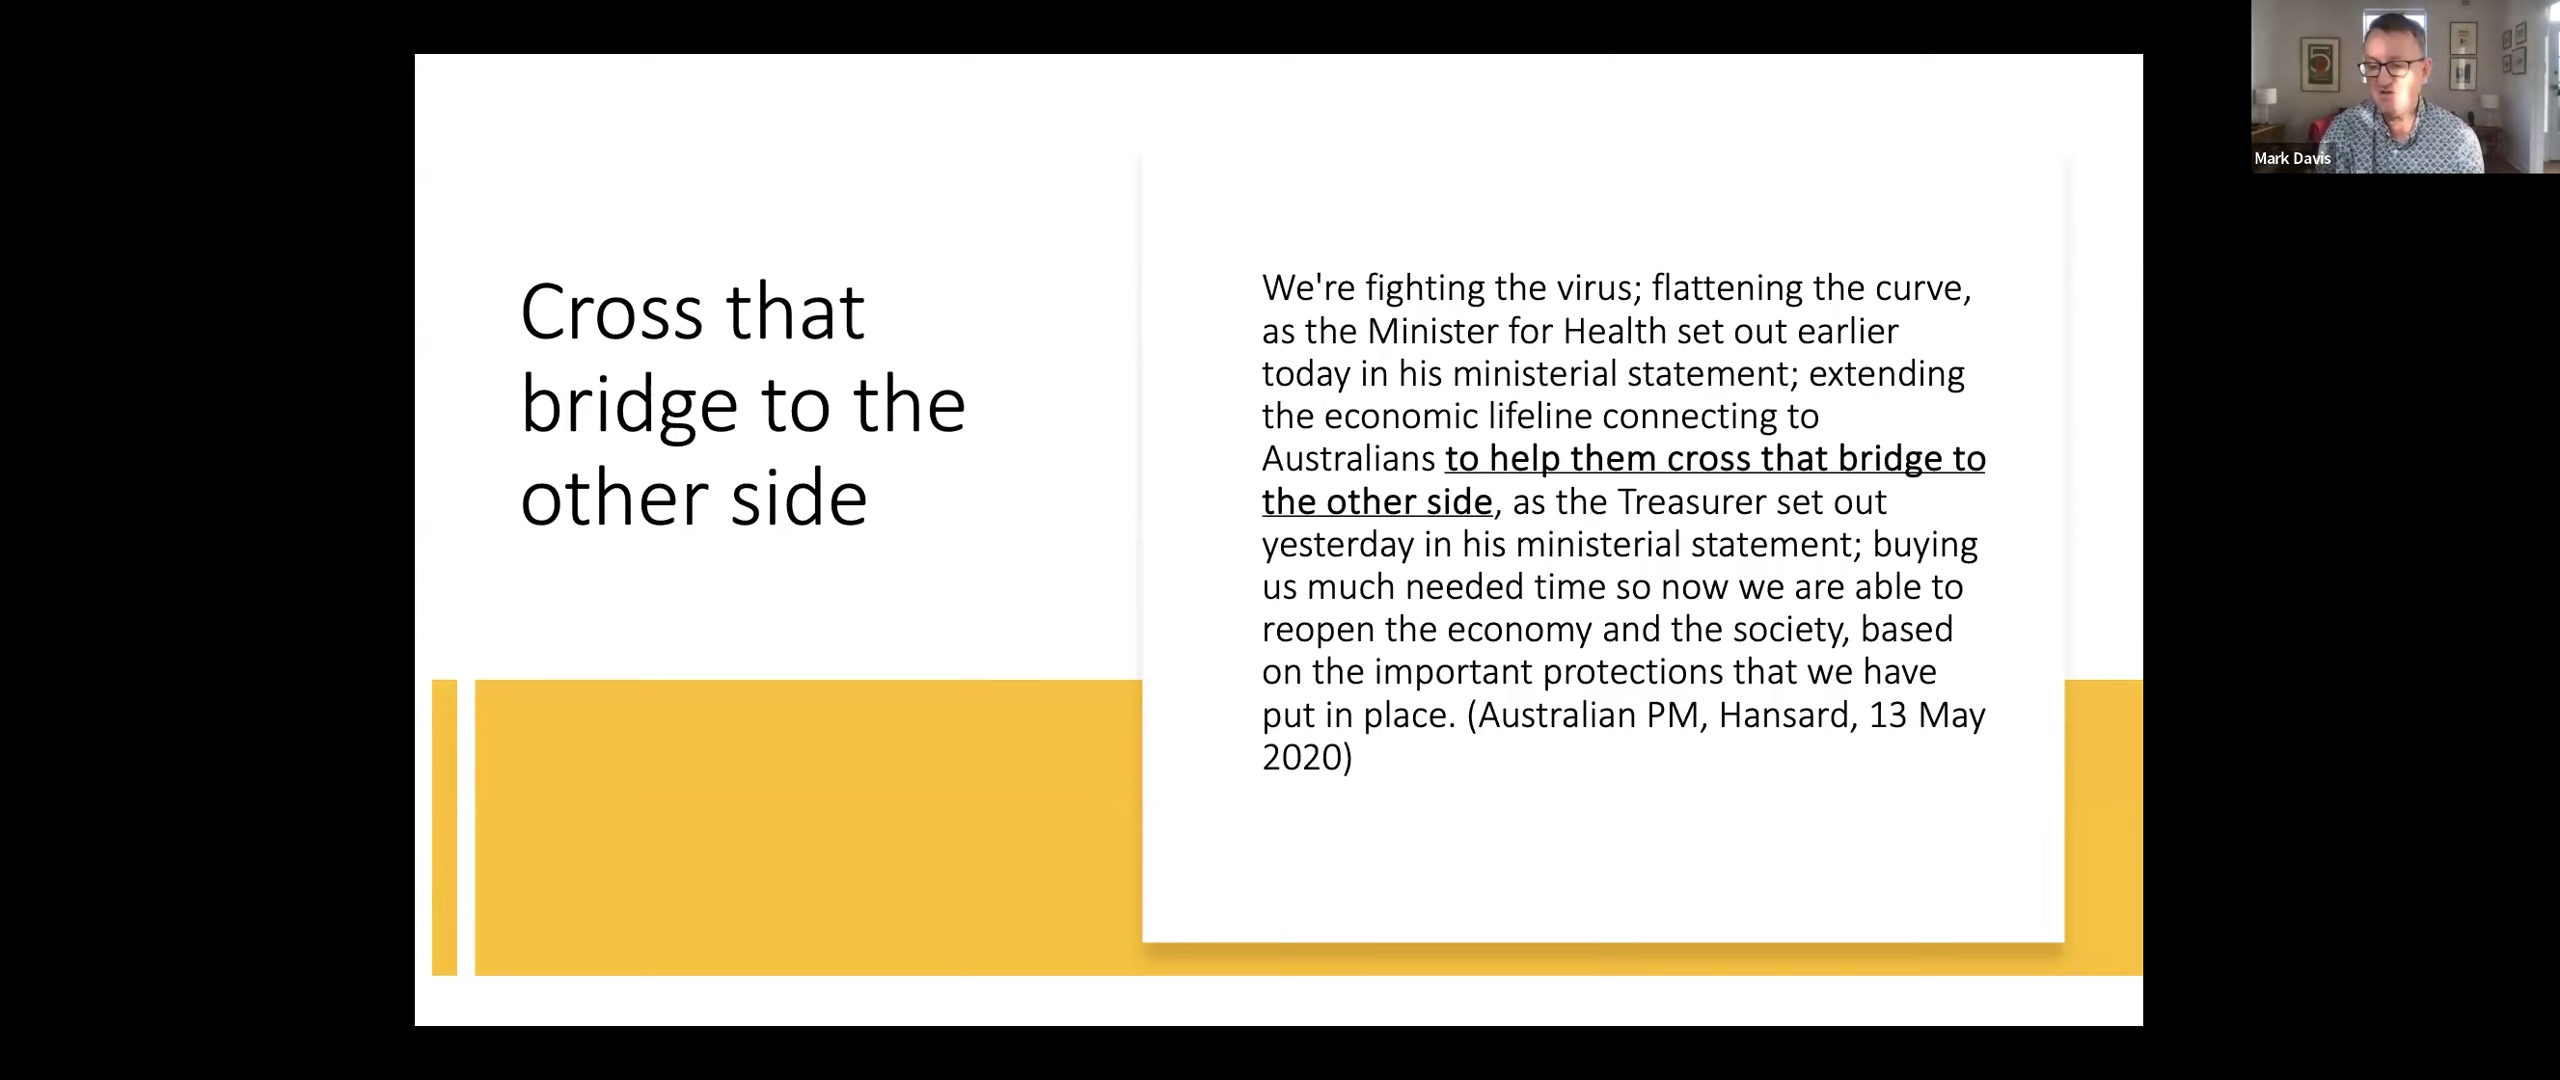 Cross that
bridge to the
other side
We're fighting the virus; flattening the curve,
as the Minister for Health set out earlier
today in his ministerial statement; extending
the economic lifeline connecting to
Australians to help them cross that bridge to
the other side, as the Treasurer set out
yesterday in his ministerial statement; buying
us much needed time so now we are able to
reopen the economy and the society, based
on the important protections that we have
put in place. (Australian PM, Hansard, 13 May
2020)
Mark Davis